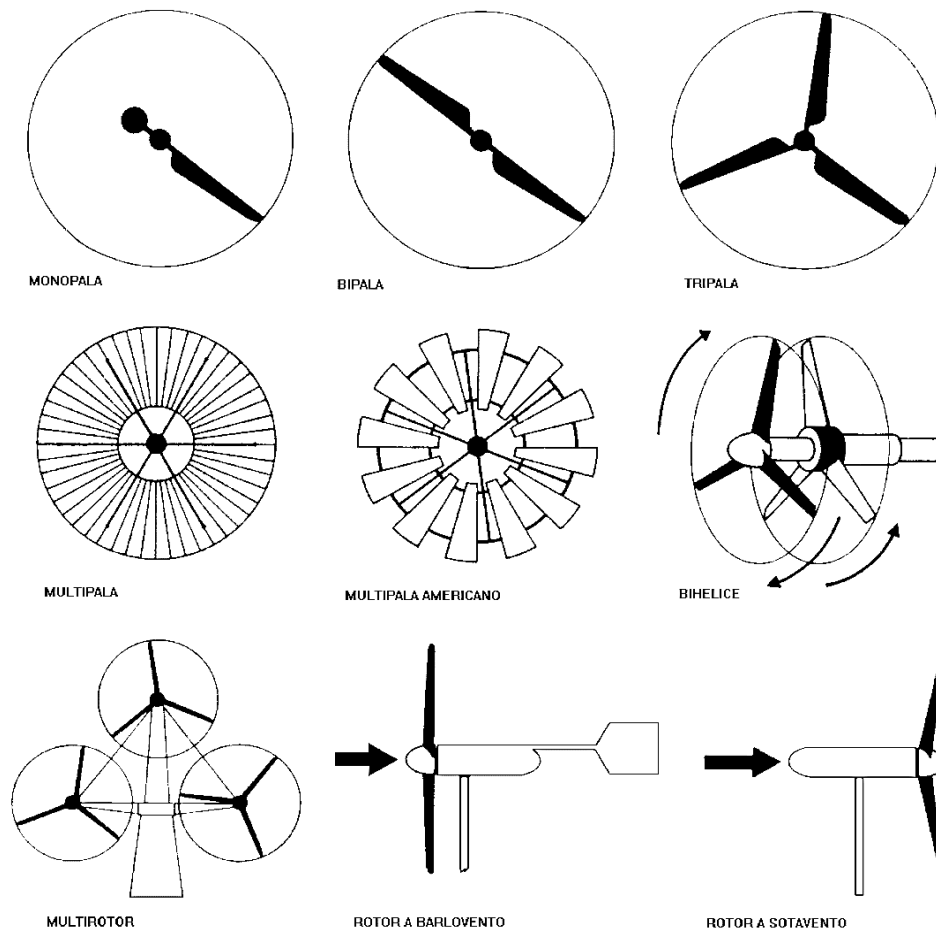 MONOPALA
BIPALA
TRIPALA
MULTIPALA
MULTIPALA AMERICANO
BIHELICE
MULTIROTOR
ROTOR A BARLOVENTO
ROTOR A SOTAVENTO